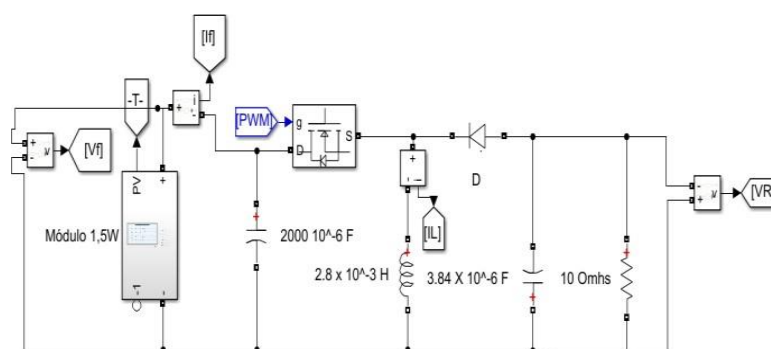 [If]
-T-
i
+
-
[PWM]
g
S
D
+
-
v
[Vf]
PV
+
Módulo 1,5W
-1
-
+
2000 10^-6 F
+
-
i
[IL]
D
-
+
v
[VR
+
2.8 x 10^-3 H
3.84 X 10^-6 F
+
+
10 Omhs